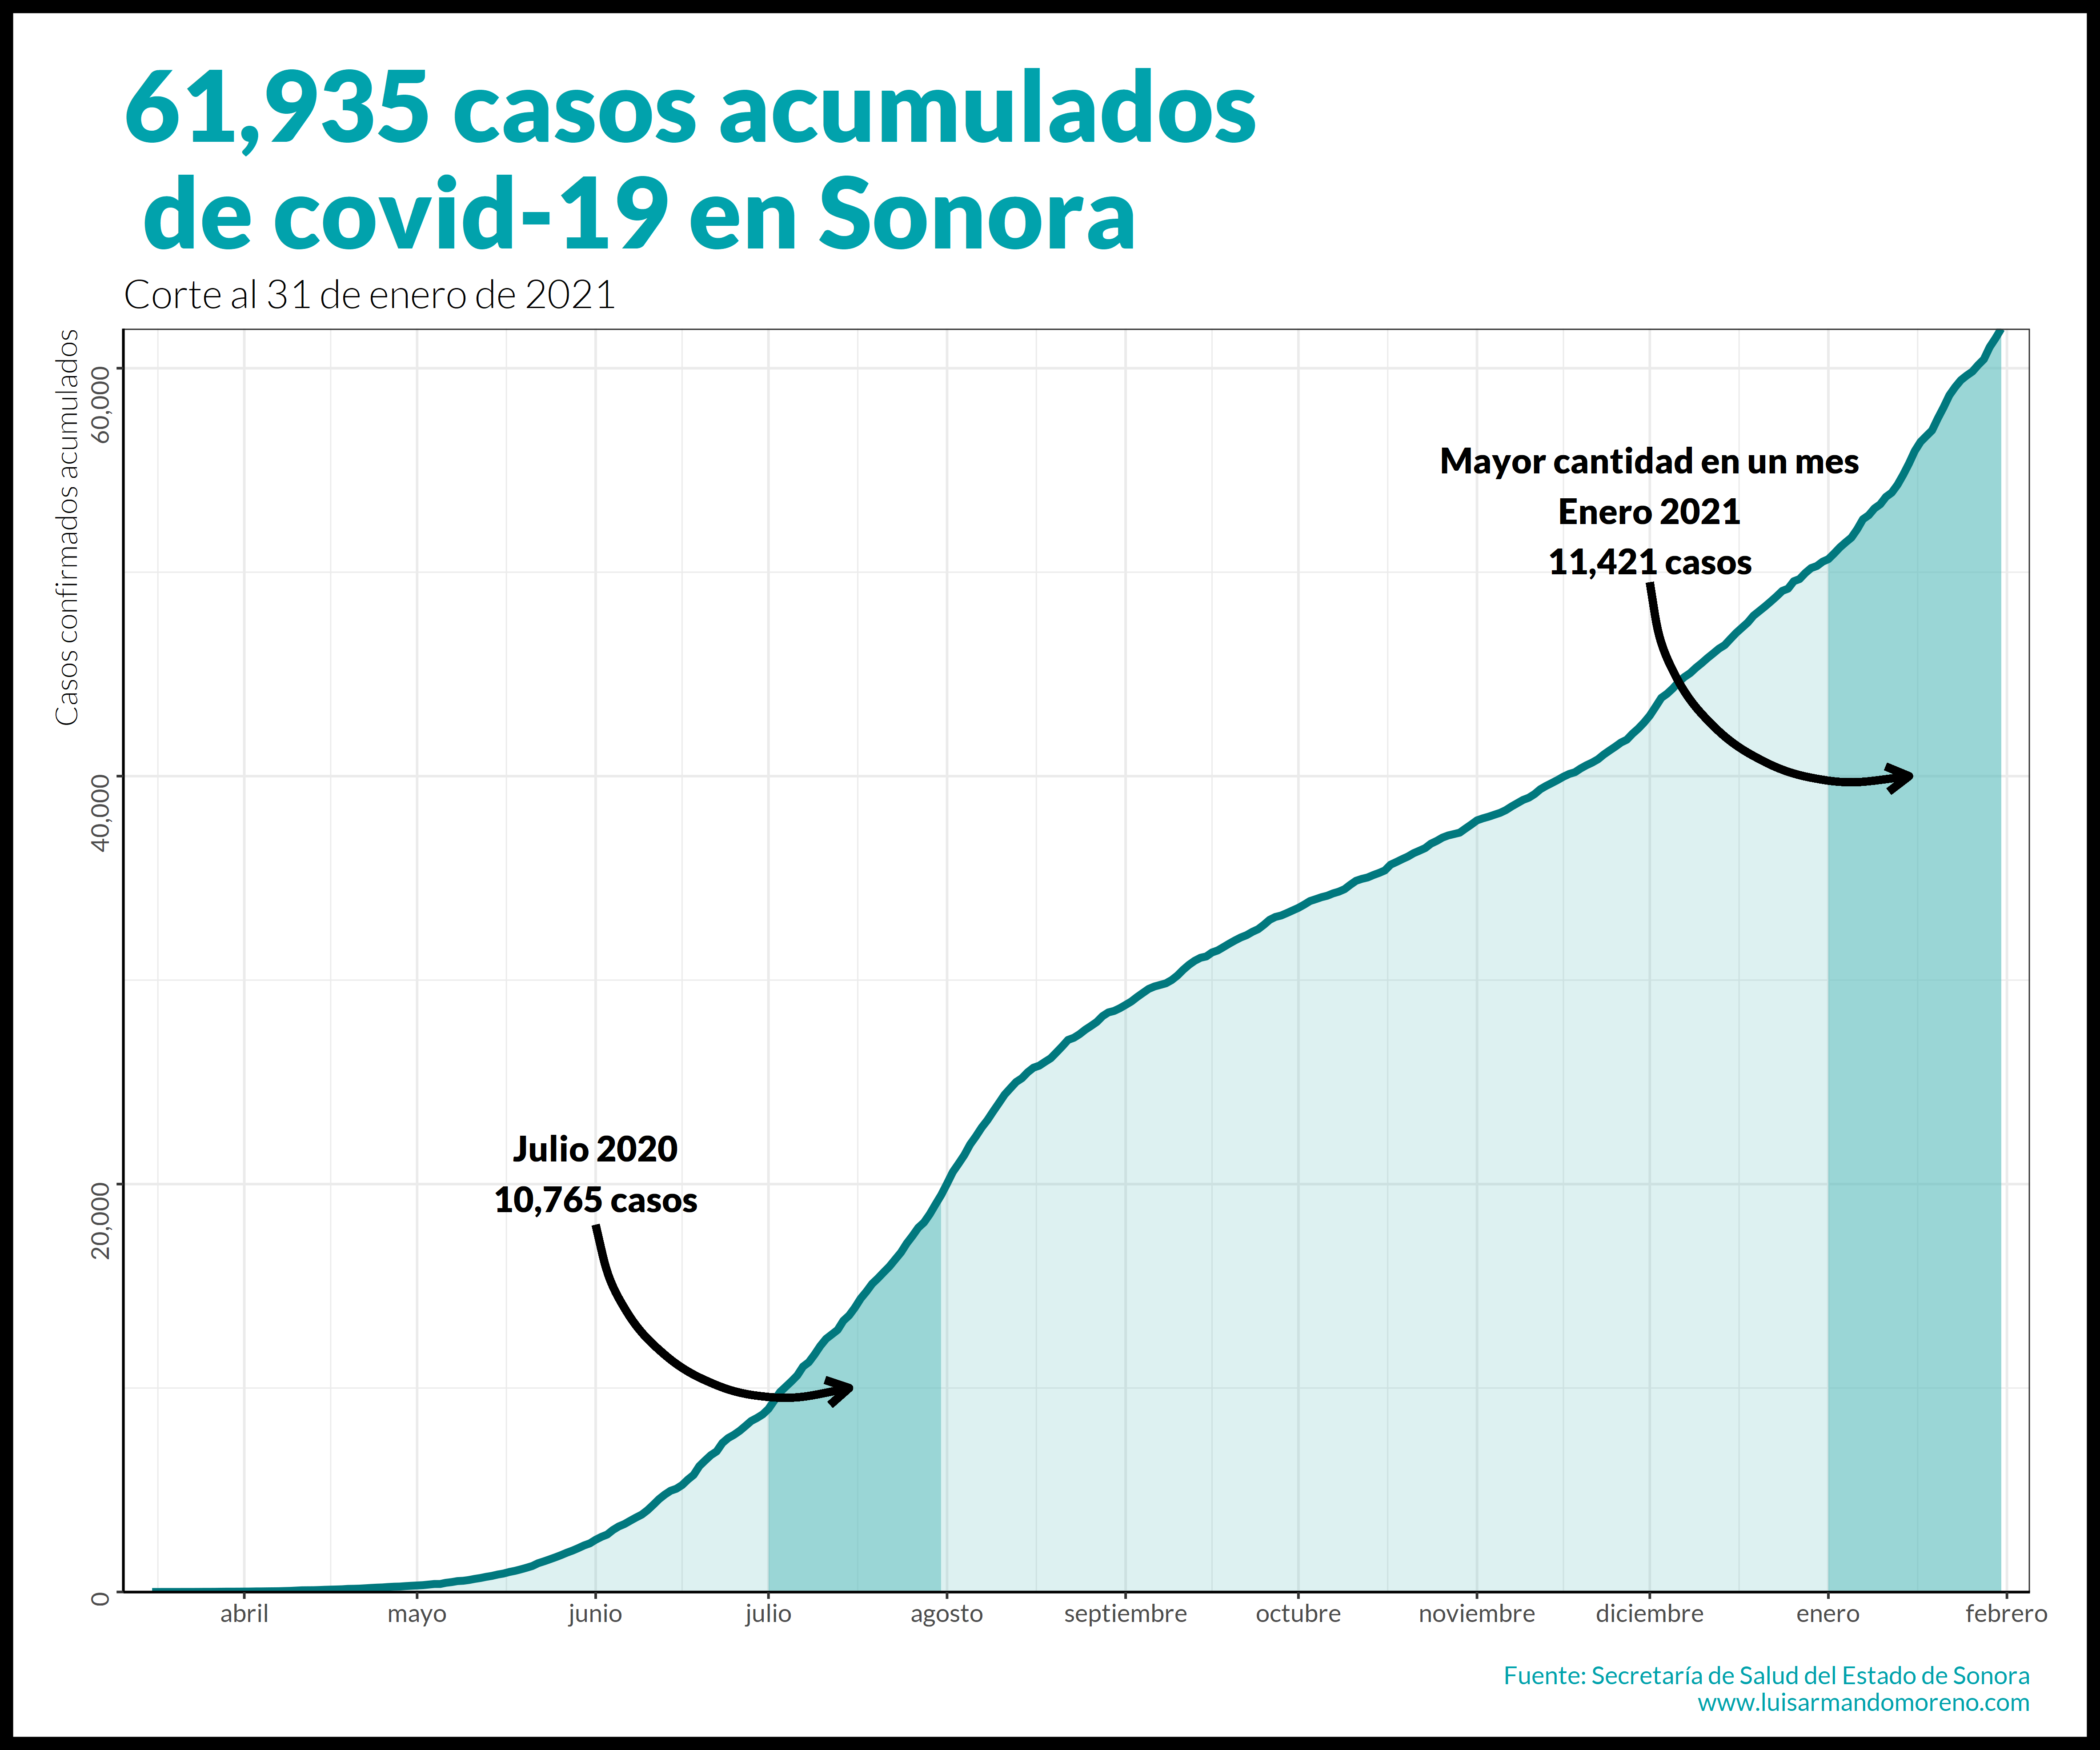 61,935 casos acumulados
de covid-19 en Sonora
Corte al 31 de enero de 2021
Casos confirmados acumulados
60,000
40,000
20,000
0
Mayor cantidad en un mes
Enero 2021
11,421 casos
Julio 2020
10,765 casos
abril mayo junio julio agosto septiembre octubre noviembre diciembre enero febrero
Fuente: Secretaría de Salud del Estado de Sonora
www.luisarmandomoreno.com